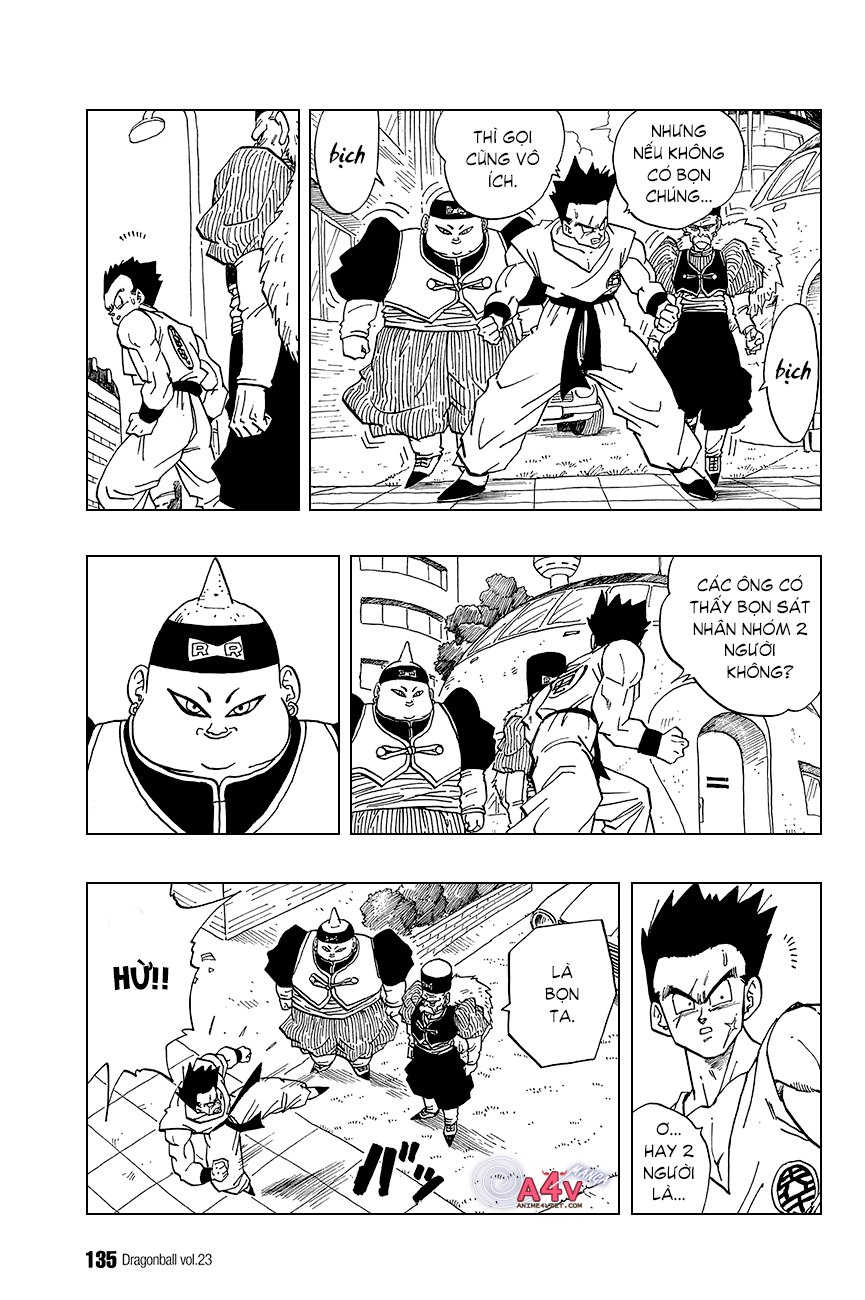 NHƯNG
NẾU KHÔNG
CÓ BỌN
CHÚNG...
THÌ GỌI
CŨNG VÔ
ÍCH.
bịch
bịch
CÁC ÔNG CÓ
THẤY BỌN SÁT
NHÂN NHÓM 2
NGƯỜI
KHÔNG?
R R
Ơ...
HAY 2
NGƯỜI
LÀ...
LÀ
BỌN
TA.
HỪ!!
バッ
A4V
ANIME4VIET.COM
135 Dragonball vol.23